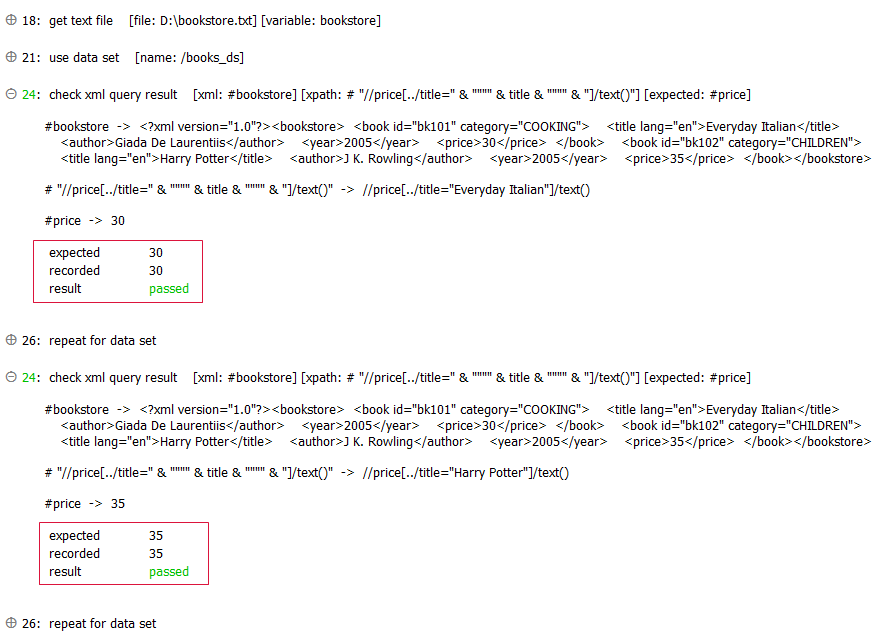 18: get text file [file: D:\bookstore.txt] [variable: bookstore]
21: use data set [name: /books_ds]
24: check xml query result [xml: #bookstore] [xpath: # "//price[../title=" & """" & title & """" & "]/text()"] [expected: #price]
#bookstore -> <?xml version="1.0"?><bookstore> <book id="bk101" category="COOKING"> <title lang="en">Everyday Italian</title>
<author>Giada De Laurentiis</author> <year>2005</year> <price>30</price> </book> <book id="bk102" category="CHILDREN">
<title lang="en">Harry Potter</title> <author>J K. Rowling</author> <year>2005</year> <price>35</price> </book></bookstore>
# "//price[../title=" & """" & title & """" & "]/text()" -> //price[../title="Everyday Italian"]/text()
#price -> 30
expected 30
recorded 30
result passed
26: repeat for data set
24: check xml query result [xml: #bookstore] [xpath: # "//price[../title=" & """" & title & """" & "]/text()"] [expected: #price]
#bookstore -> <?xml version="1.0"?><bookstore> <book id="bk101" category="COOKING"> <title lang="en">Everyday Italian</title>
<author>Giada De Laurentiis</author> <year>2005</year> <price>30</price> </book> <book id="bk102" category="CHILDREN">
<title lang="en">Harry Potter</title> <author>J K. Rowling</author> <year>2005</year> <price>35</price> </book></bookstore>
# "//price[../title=" & """" & title & """" & "]/text()" -> //price[../title="Harry Potter"]/text()
#price -> 35
expected 35
recorded 35
result passed
26: repeat for data set